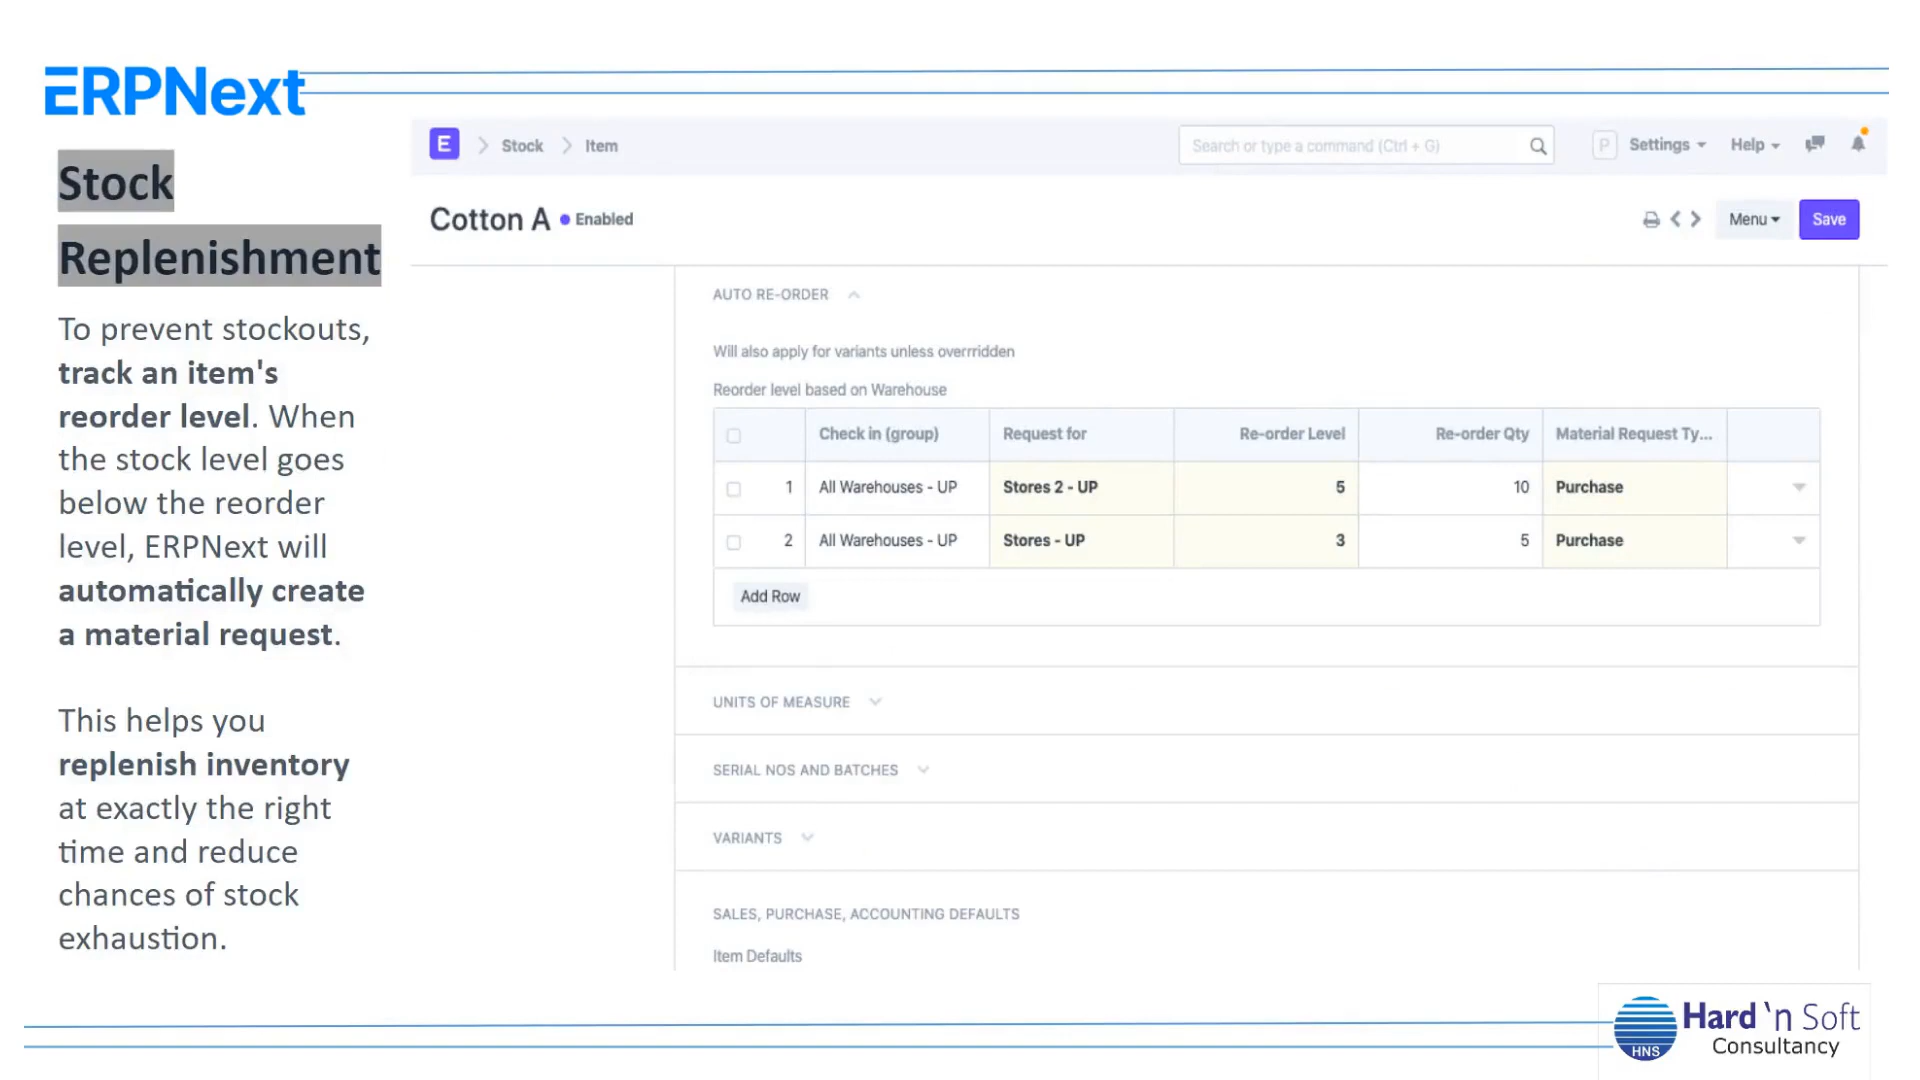 ERPNext
Stock
Replenishment
To prevent stockouts,
track an item's
reorder level. When
the stock level goes
below the reorder
level, ERPNext will
automatically create
a material request.
This helps you
replenish inventory
at exactly the right
time and reduce
chances of stock
exhaustion.
E Stock Item Search or type a command (Ctrl + G) P Settings Help
Cotton A Enabled Menu Save
AUTO RE-ORDER
Will also apply for variants unless overrridden
Reorder level based on Warehouse
Check in (group) Request for Re-order Level Re-order Qty Material Request Ty...
1 All Warehouses - UP Stores 2 - UP 5 10 Purchase
2 All Warehouses - UP Stores - UP 3 5 Purchase
Add Row
UNITS OF MEASURE
SERIAL NOS AND BATCHES
VARIANTS
SALES, PURCHASE, ACCOUNTING DEFAULTS
Item Defaults
HNS
Hard 'n Soft
Consultancy